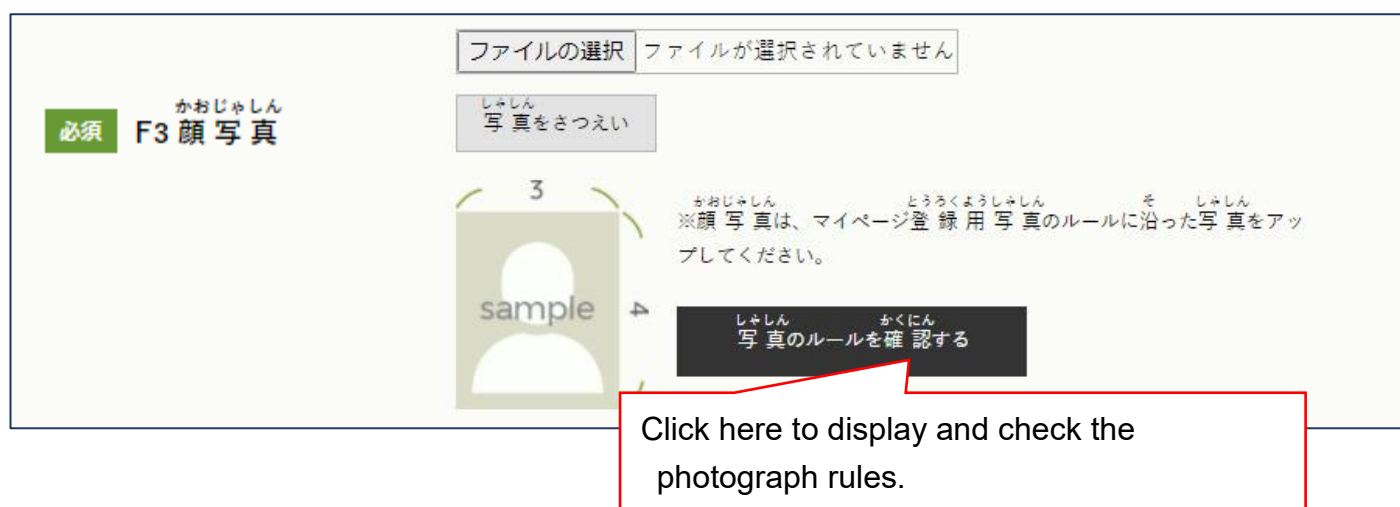 ファイルの選択 ファイルが選択されていません
かおじゃしん
必須 F3 顔写真
しゃしん
写真をさつえい
3
4
sample
かおじゃしん とうろくようしゃしん そ しゃしん
※顔写真は、マイページ登録用写真のルールに沿った写真をアッ
プしてください。
しゃしん かくにん
写真のルールを確認する
Click here to display and check the
photograph rules.